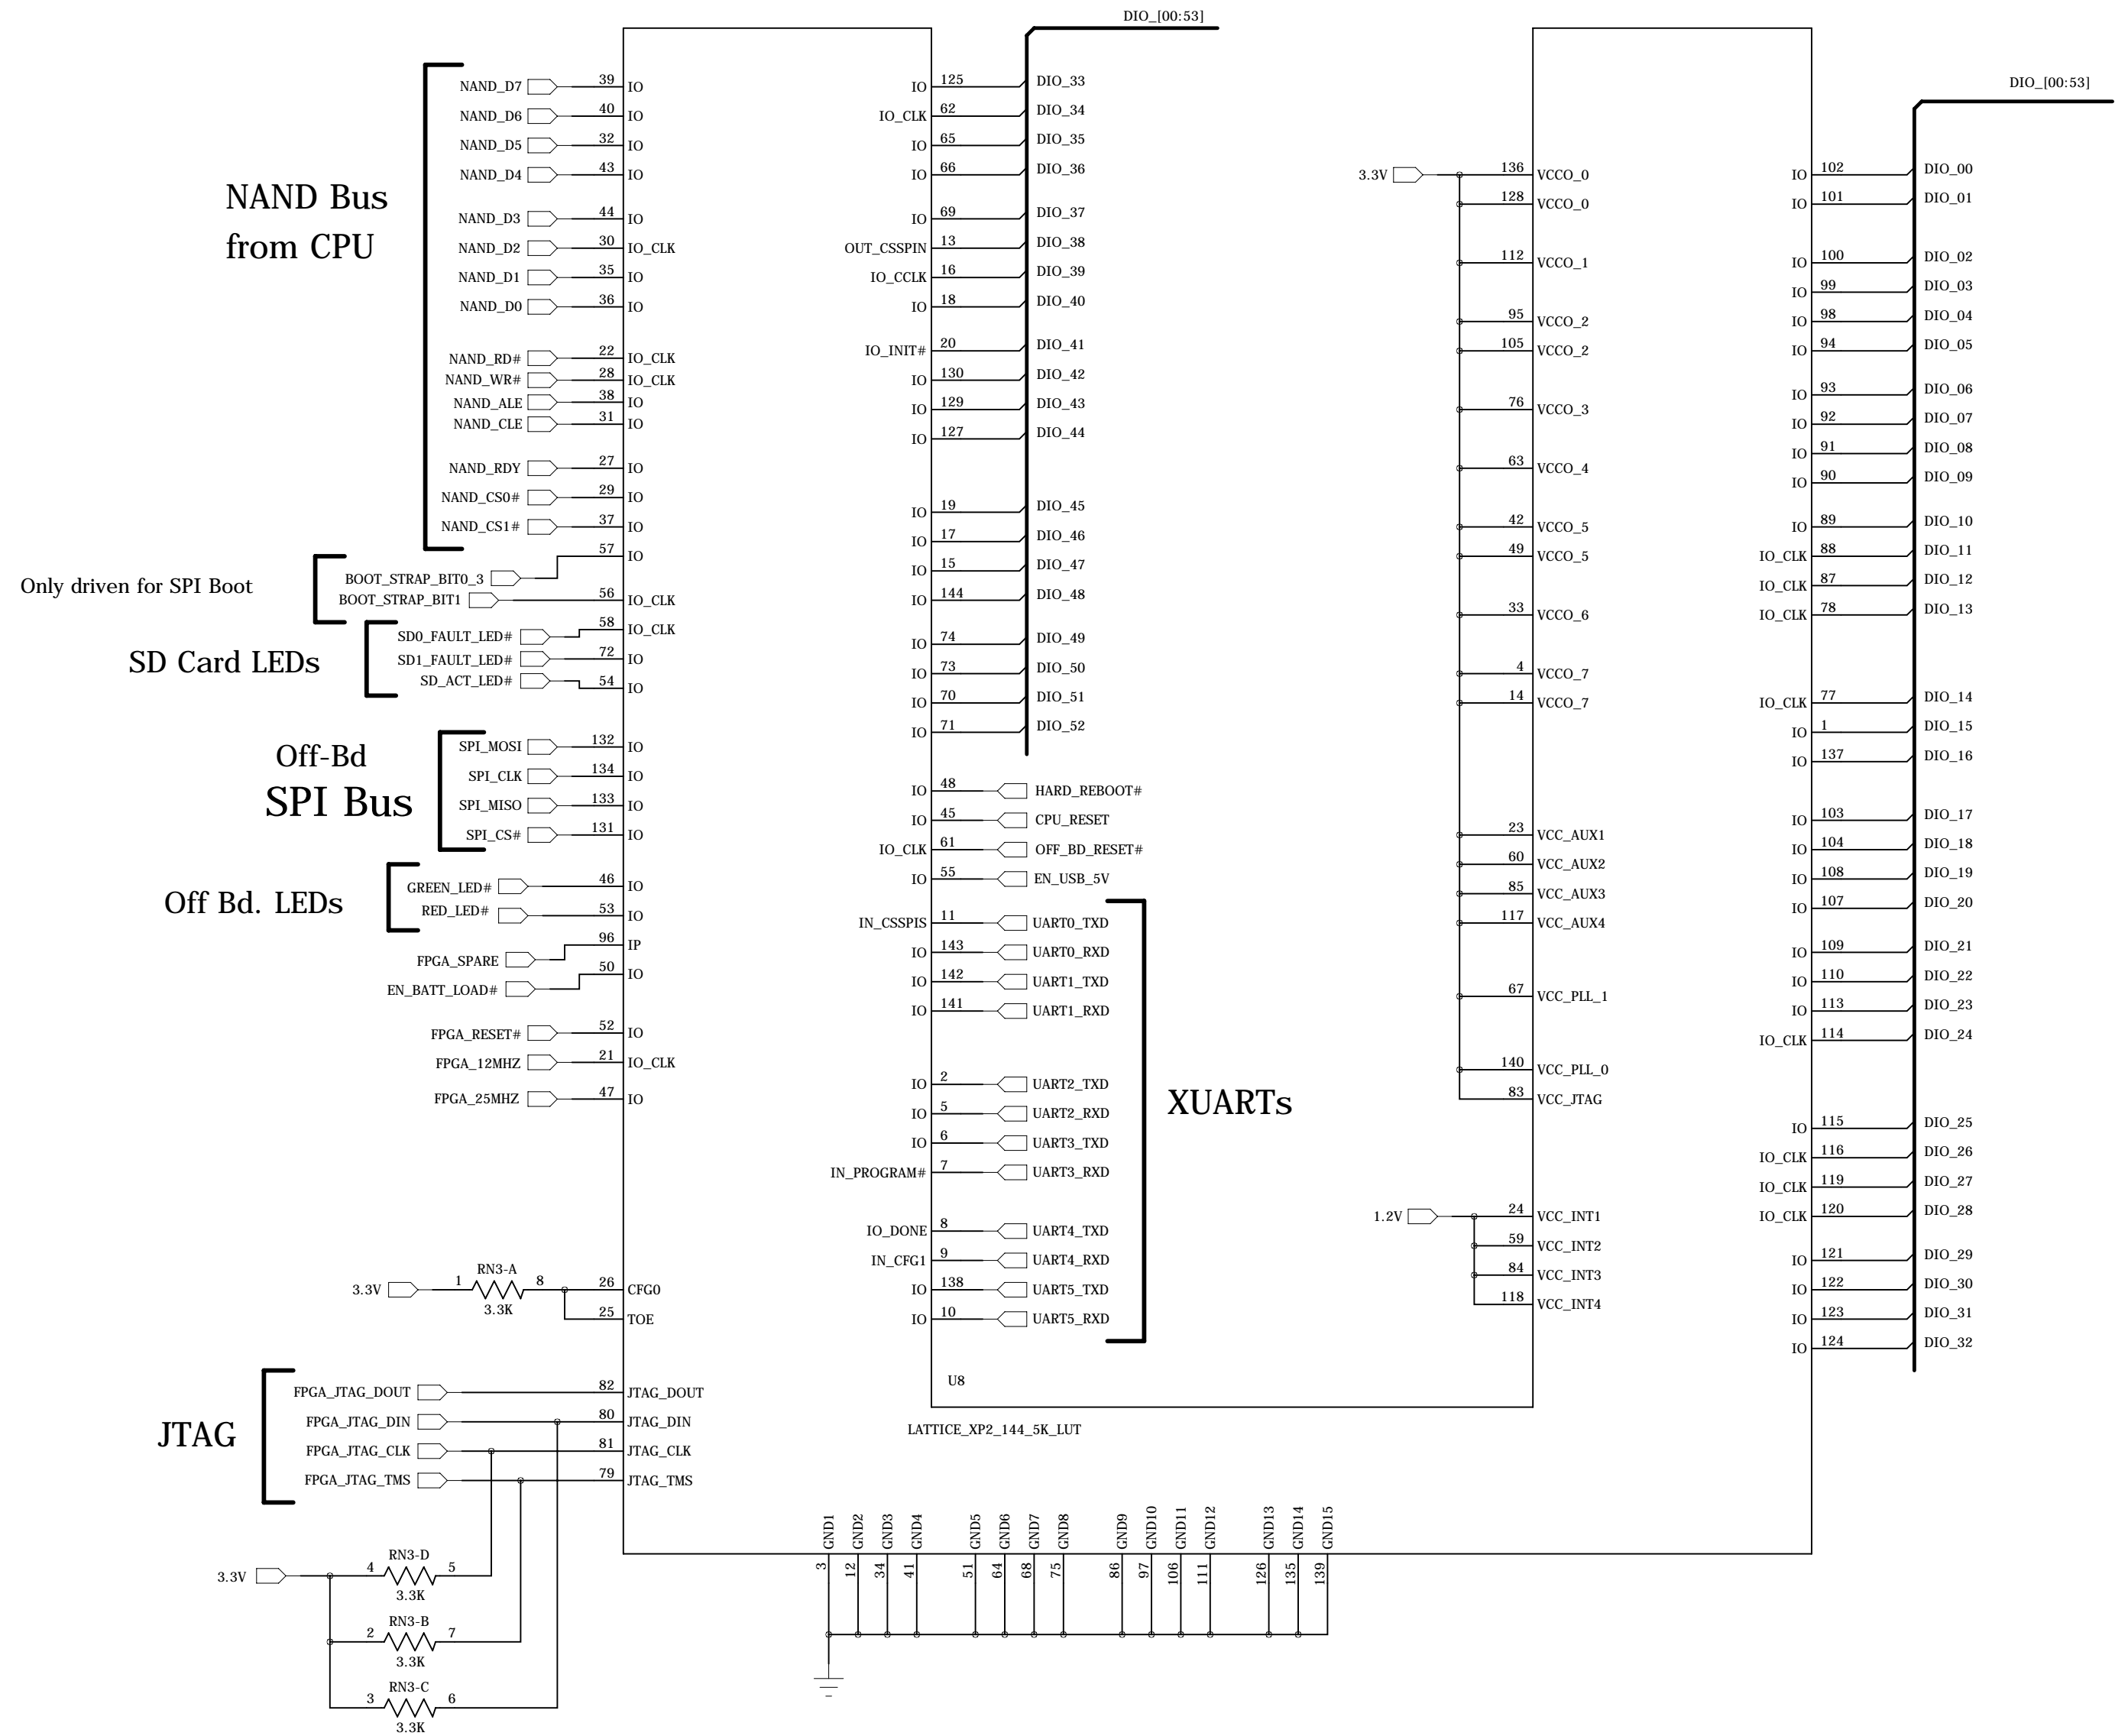 DIO_[00:53]
DIO_[00:53]
NAND Bus
from CPU
NAND_D7 39 IO
NAND_D6 40 IO
NAND_D5 32 IO
NAND_D4 43 IO
NAND_D3 44 IO
NAND_D2 30 IO_CLK
NAND_D1 35 IO
NAND_D0 36 IO
NAND_RD# 22 IO_CLK
NAND_WR# 28 IO_CLK
NAND_ALE 38 IO
NAND_CLE 31 IO
NAND_RDY 27 IO
NAND_CS0# 29 IO
NAND_CS1# 37 IO
Only driven for SPI Boot
BOOT_STRAP_BIT0_3 57 IO
BOOT_STRAP_BIT1 56 IO_CLK
SD Card LEDs
SD0_FAULT_LED# 58 IO_CLK
SD1_FAULT_LED# 72 IO
SD_ACT_LED# 54 IO
Off-Bd
SPI Bus
SPI_MOSI 132 IO
SPI_CLK 134 IO
SPI_MISO 133 IO
SPI_CS# 131 IO
Off Bd. LEDs
GREEN_LED# 46 IO
RED_LED# 53 IO
FPGA_SPARE 96 IP
EN_BATT_LOAD# 50 IO
FPGA_RESET# 52 IO
FPGA_12MHZ 21 IO_CLK
FPGA_25MHZ 47 IO
RN3-A
3.3V 1 8 26 CFG0
3.3K
25 TOE
JTAG
FPGA_JTAG_DOUT 82 JTAG_DOUT
FPGA_JTAG_DIN 80 JTAG_DIN
FPGA_JTAG_CLK 81 JTAG_CLK
FPGA_JTAG_TMS 79 JTAG_TMS
RN3-D
3.3V 4 5
3.3K
RN3-B
2 7
3.3K
RN3-C
3 6
3.3K
IO 125 DIO_33
IO_CLK 62 DIO_34
IO 65 DIO_35
IO 66 DIO_36
IO 69 DIO_37
OUT_CSSPIN 13 DIO_38
IO_CCLK 16 DIO_39
IO 18 DIO_40
IO_INIT# 20 DIO_41
IO 130 DIO_42
IO 129 DIO_43
IO 127 DIO_44
IO 19 DIO_45
IO 17 DIO_46
IO 15 DIO_47
IO 144 DIO_48
IO 74 DIO_49
IO 73 DIO_50
IO 70 DIO_51
IO 71 DIO_52
IO 48 HARD_REBOOT#
IO 45 CPU_RESET
IO_CLK 61 OFF_BD_RESET#
IO 55 EN_USB_5V
IN_CSSPIS 11 UART0_TXD
IO 143 UART0_RXD
IO 142 UART1_TXD
IO 141 UART1_RXD
IO 2 UART2_TXD
IO 5 UART2_RXD
IO 6 UART3_TXD
IN_PROGRAM# 7 UART3_RXD
IO_DONE 8 UART4_TXD
IN_CFG1 9 UART4_RXD
IO 138 UART5_TXD
IO 10 UART5_RXD
XUARTs
U8
LATTICE_XP2_144_5K_LUT
3.3V 136 VCCO_0
128 VCCO_0
112 VCCO_1
95 VCCO_2
105 VCCO_2
76 VCCO_3
63 VCCO_4
42 VCCO_5
49 VCCO_5
33 VCCO_6
4 VCCO_7
14 VCCO_7
23 VCC_AUX1
60 VCC_AUX2
85 VCC_AUX3
117 VCC_AUX4
67 VCC_PLL_1
140 VCC_PLL_0
83 VCC_JTAG
1.2V 24 VCC_INT1
59 VCC_INT2
84 VCC_INT3
118 VCC_INT4
IO 102 DIO_00
IO 101 DIO_01
IO 100 DIO_02
IO 99 DIO_03
IO 98 DIO_04
IO 94 DIO_05
IO 93 DIO_06
IO 92 DIO_07
IO 91 DIO_08
IO 90 DIO_09
IO 89 DIO_10
IO_CLK 88 DIO_11
IO_CLK 87 DIO_12
IO_CLK 78 DIO_13
IO_CLK 77 DIO_14
IO 1 DIO_15
IO 137 DIO_16
IO 103 DIO_17
IO 104 DIO_18
IO 108 DIO_19
IO 107 DIO_20
IO 109 DIO_21
IO 110 DIO_22
IO 113 DIO_23
IO_CLK 114 DIO_24
IO 115 DIO_25
IO_CLK 116 DIO_26
IO_CLK 119 DIO_27
IO_CLK 120 DIO_28
IO 121 DIO_29
IO 122 DIO_30
IO 123 DIO_31
IO 124 DIO_32
GND1 GND2 GND3 GND4 GND5 GND6 GND7 GND8 GND9 GND10 GND11 GND12 GND13 GND14 GND15
3 12 34 41 51 64 68 75 86 97 106 111 126 135 139